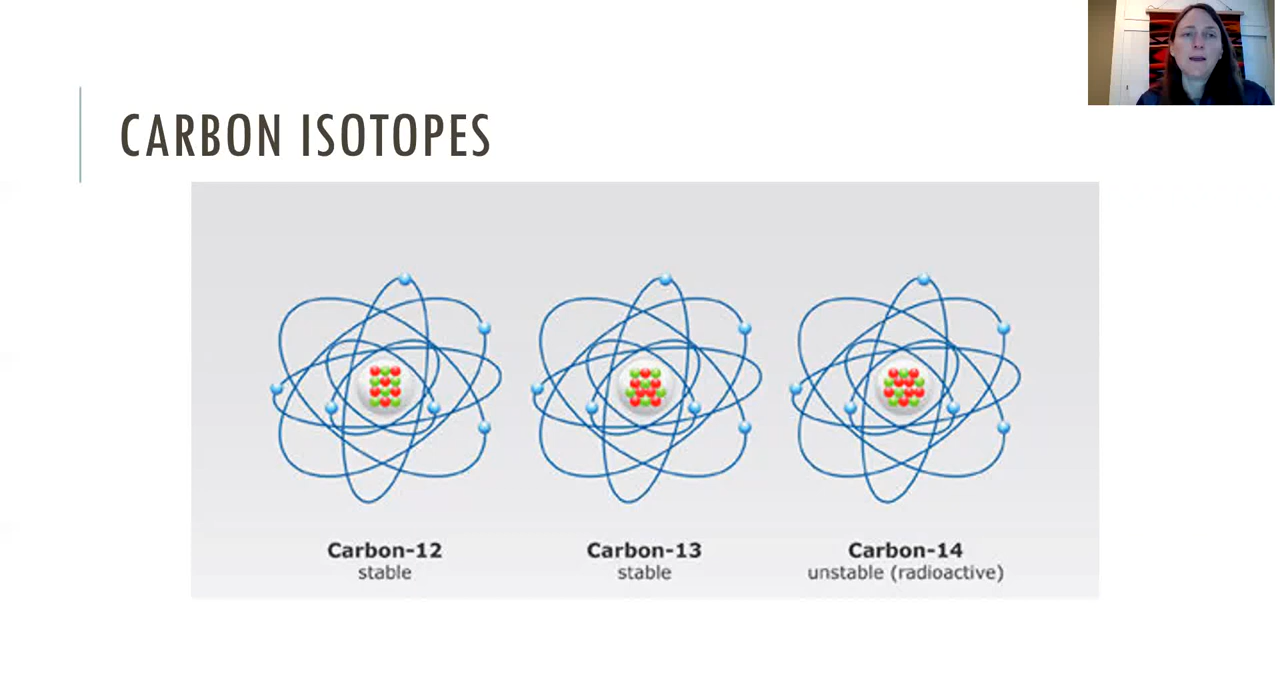 CARBON ISOTOPES
Carbon-12
stable
Carbon-13
stable
Carbon-14
unstable (radioactive)